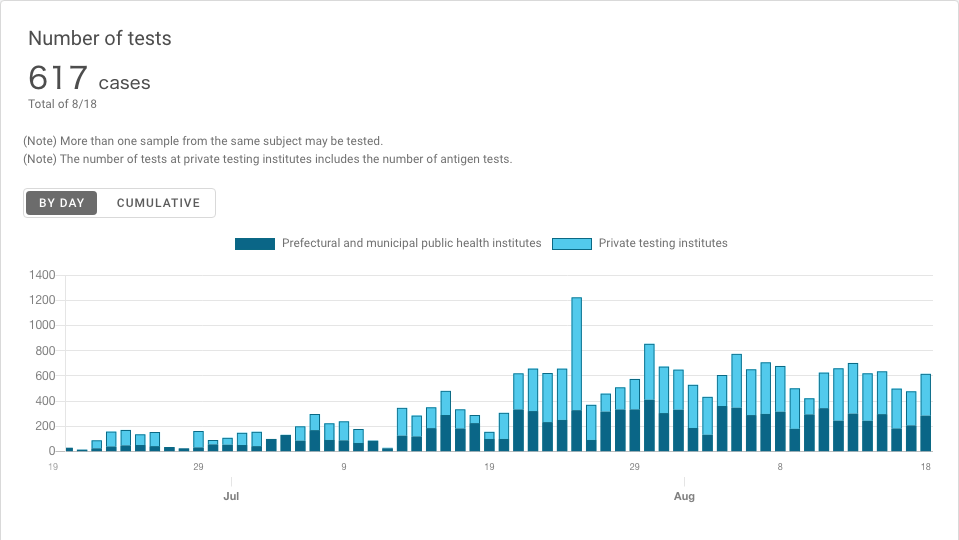 Number of tests
617 cases
Total of 8/18
(Note) More than one sample from the same subject may be tested.
(Note) The number of tests at private testing institutes includes the number of antigen tests.
BY DAY CUMULATIVE
Prefectural and municipal public health institutes Private testing institutes
1400
1200
1000
800
600
400
200
0
19 29 9 19 29 8 18
Jul Aug